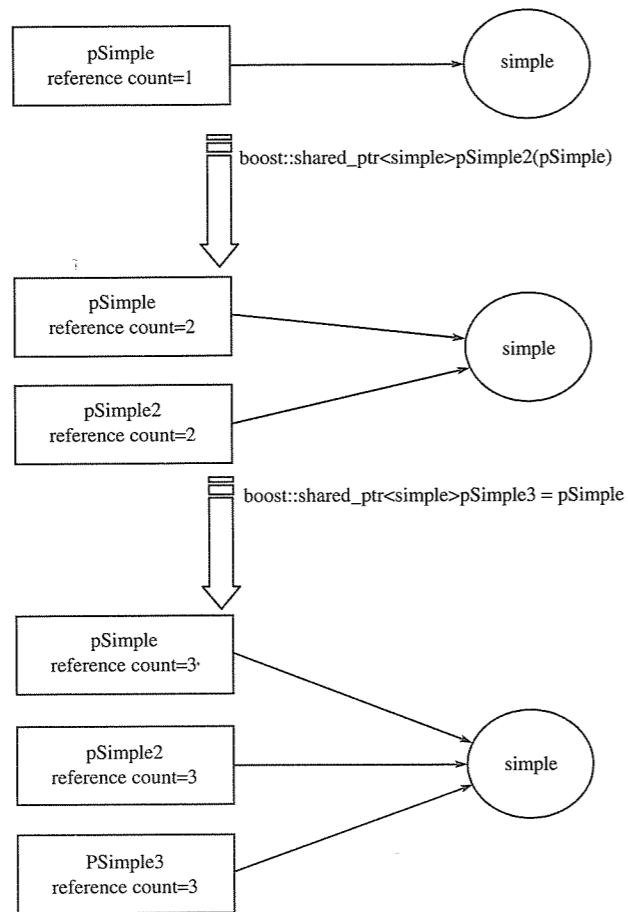 pSimple
reference count=1
simple
boost::shared_ptr<simple>pSimple2(pSimple)
pSimple
reference count=2
simple
pSimple2
reference count=2
boost::shared_ptr<simple>pSimple3 = pSimple
pSimple
reference count=3
pSimple2
reference count=3
simple
PSimple3
reference count=3